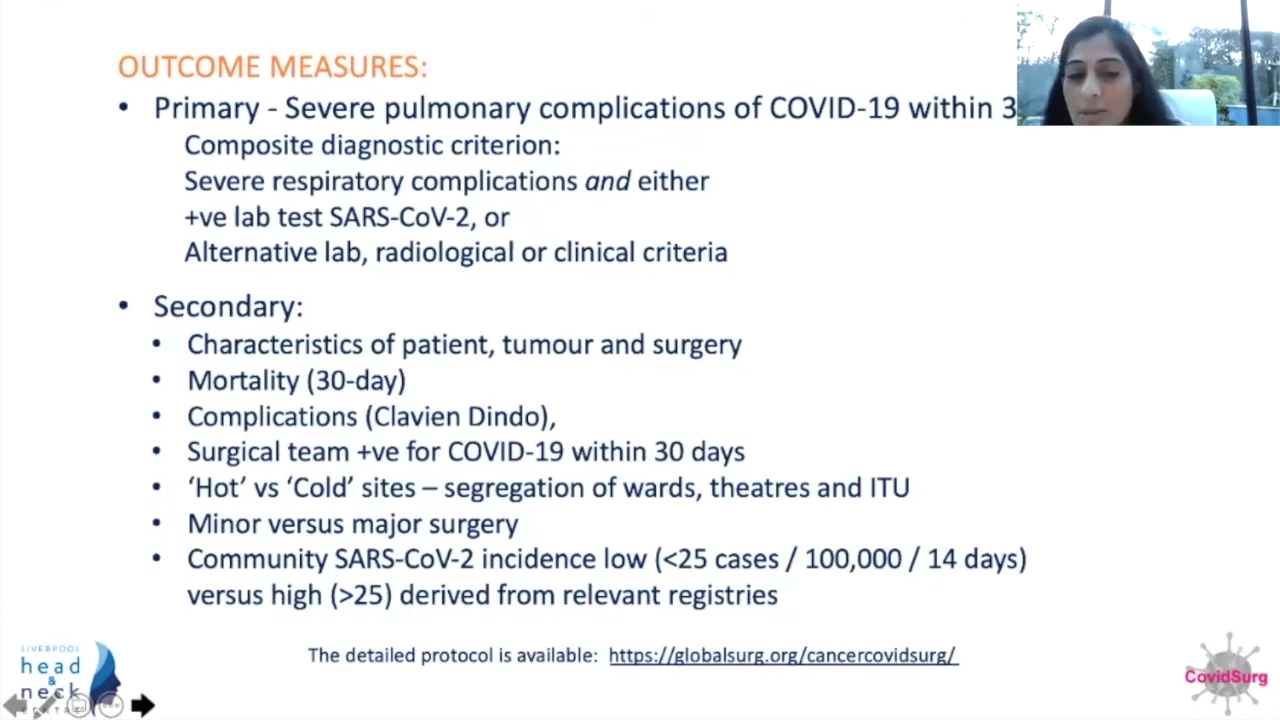 OUTCOME MEASURES:
• Primary - Severe pulmonary complications of COVID-19 within 3
Composite diagnostic criterion:
Severe respiratory complications and either
+ve lab test SARS-CoV-2, or
Alternative lab, radiological or clinical criteria
• Secondary:
• Characteristics of patient, tumour and surgery
• Mortality (30-day)
• Complications (Clavien Dindo),
• Surgical team +ve for COVID-19 within 30 days
• ‘Hot’ vs ‘Cold’ sites – segregation of wards, theatres and ITU
• Minor versus major surgery
• Community SARS-CoV-2 incidence low (<25 cases / 100,000 / 14 days)
versus high (>25) derived from relevant registries
The detailed protocol is available: https://globalsurg.org/cancercovidsurg/
LIVERPOOL
head
&
neck
CENTRE
CovidSurg